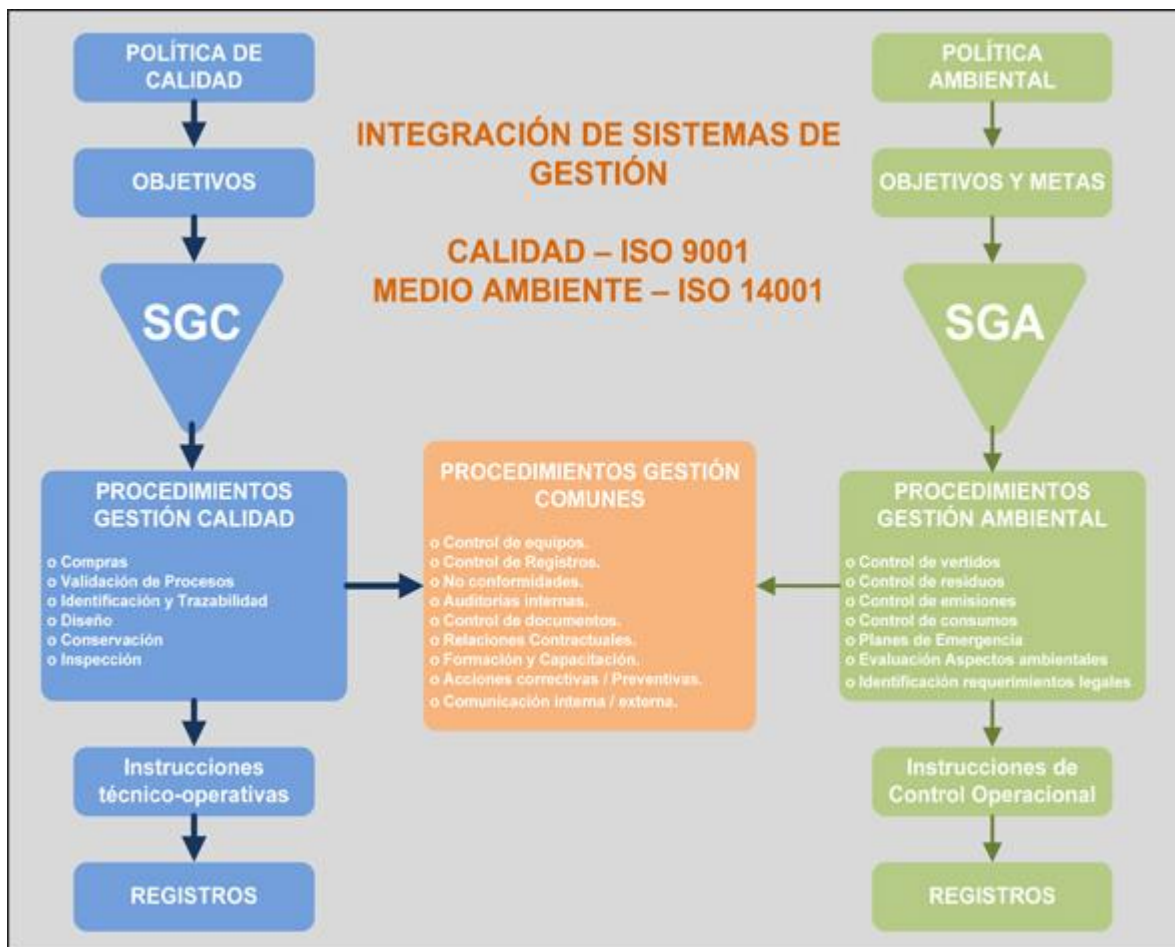 POLÍTICA DE
CALIDAD
OBJETIVOS
SGC
PROCEDIMIENTOS
GESTIÓN CALIDAD
o Compras
o Validación de Procesos
o Identificación y Trazabilidad
o Diseño
o Conservación
o Inspección
Instrucciones
técnico-operativas
REGISTROS
INTEGRACIÓN DE SISTEMAS DE
GESTIÓN
CALIDAD – ISO 9001
MEDIO AMBIENTE – ISO 14001
PROCEDIMIENTOS GESTIÓN
COMUNES
o Control de equipos.
o Control de Registros.
o No conformidades.
o Auditorias internas.
o Control de documentos.
o Relaciones Contractuales.
o Formación y Capacitación.
o Acciones correctivas / Preventivas.
o Comunicación interna / externa.
POLÍTICA
AMBIENTAL
OBJETIVOS Y METAS
SGA
PROCEDIMIENTOS
GESTIÓN AMBIENTAL
o Control de vertidos
o Control de residuos
o Control de emisiones
o Control de consumos
o Planes de Emergencia
o Evaluación Aspectos ambientales
o Identificación requerimientos legales
Instrucciones de
Control Operacional
REGISTROS